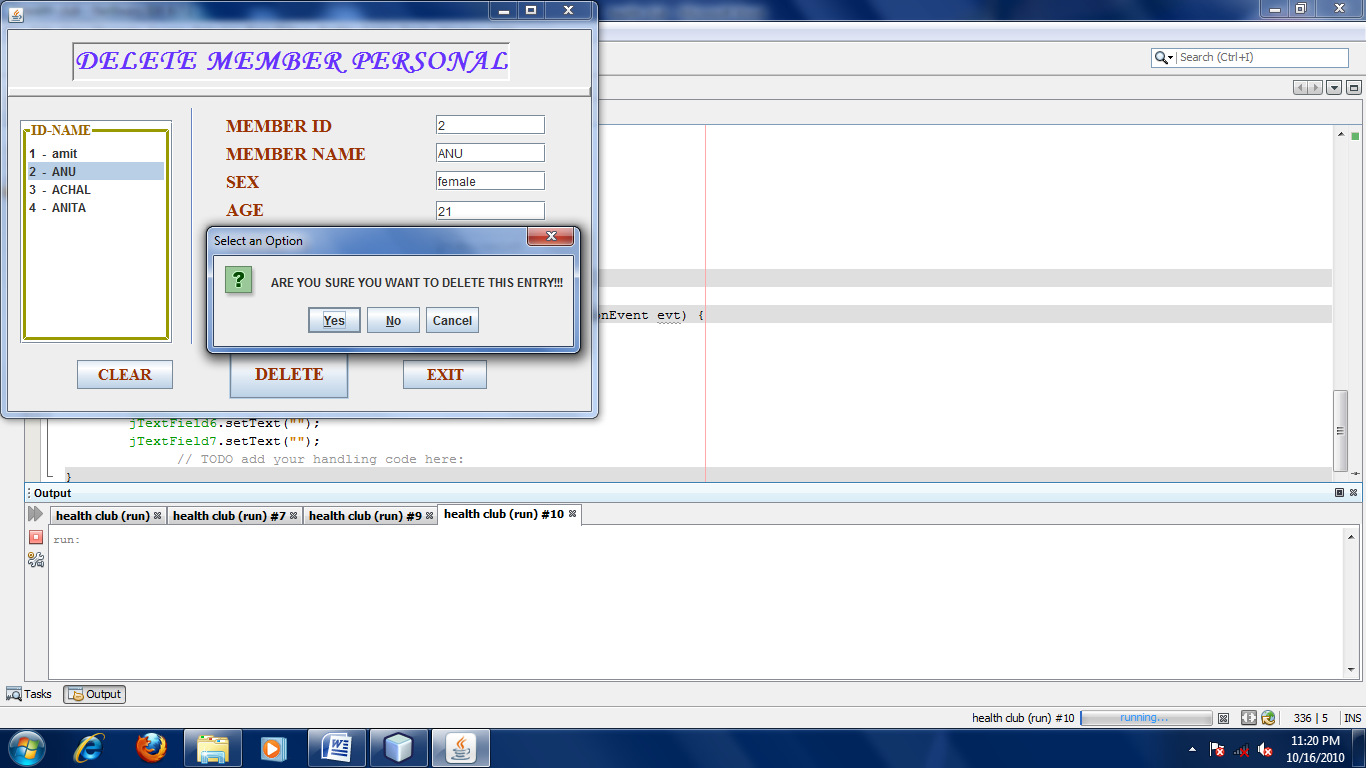 DELETE MEMBER PERSONAL
Search (Ctrl+I)
ID-NAME
1 - amit
2 - ANU
3 - ACHAL
4 - ANITA
MEMBER ID 2
MEMBER NAME ANU
SEX female
AGE 21
Select an Option
? ARE YOU SURE YOU WANT TO DELETE THIS ENTRY!!!
Yes No Cancel
CLEAR DELETE EXIT
onEvent evt) {
jTextField6.setText("");
jTextField7.setText("");
// TODO add your handling code here:
}
Output
health club (run) health club (run) #7 health club (run) #9 health club (run) #10
run:
Tasks Output
health club (run) #10 running... 336 | 5 INS
11:20 PM
10/16/2010